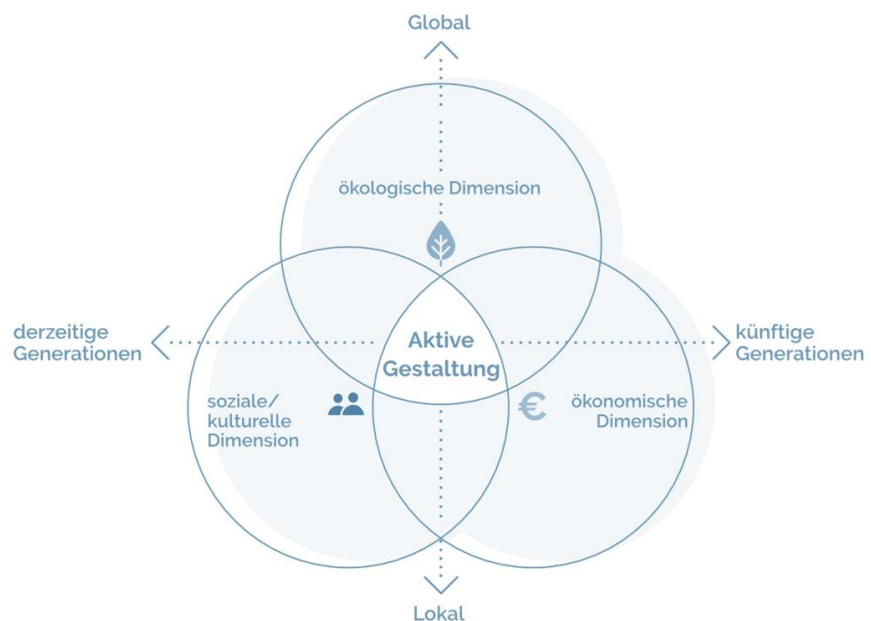 Global
ökologische Dimension
derzeitige
Generationen
Aktive
Gestaltung
künftige
Generationen
soziale/
kulturelle
Dimension
€
ökonomische
Dimension
Lokal